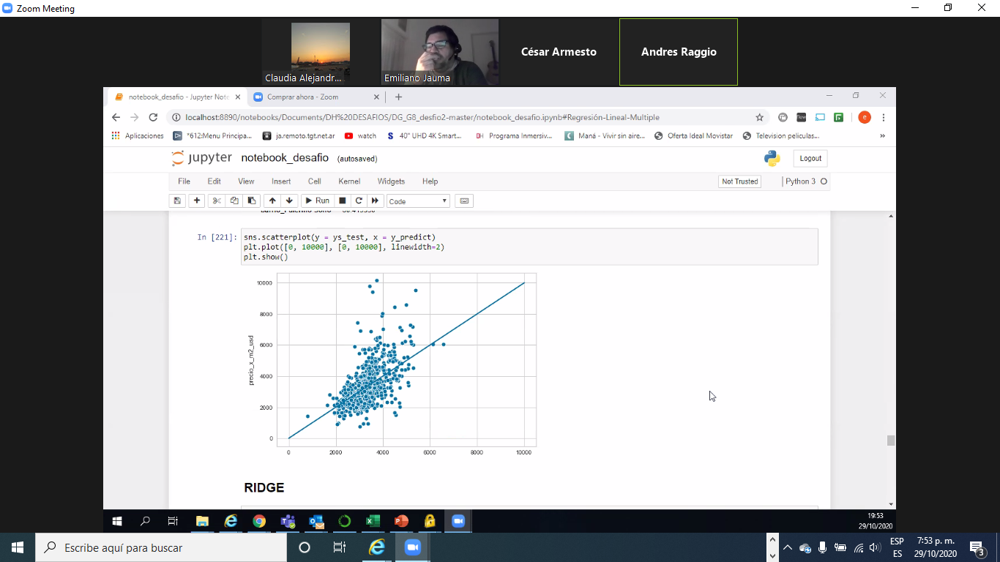 Zoom Meeting
Claudia Alejandr...
Emiliano Jauma
César Armesto
Andres Raggio
notebook_desafio - Jupyter Note
Comprar ahora - Zoom
localhost:8890/notebooks/Documents/DH%20DESAFIOS/DG_G8_desfio2-master/notebook_desafio.ipynb#Regresión-Lineal-Multiple
Aplicaciones
*612:Menu Principa...
ja.remoto.tgt.net.ar
watch
40" UHD 4K Smart...
Programa Inmersiv...
Maná - Vivir sin aire...
Oferta Ideal Movistar
Television peliculas...
»
jupyter notebook_desafio (autosaved)
Logout
File Edit View Insert Cell Kernel Widgets Help
Not Trusted
Python 3
Run
Code
In [221]:
sns.scatterplot(y = ys_test, x = y_predict)
plt.plot([0, 10000], [0, 10000], linewidth=2)
plt.show()
10000
8000
6000
4000
2000
0
precio_x_m2_usd
0 2000 4000 6000 8000 10000
RIDGE
19:53
29/10/2020
Escribe aquí para buscar
ESP
ES
7:53 p. m.
29/10/2020
3